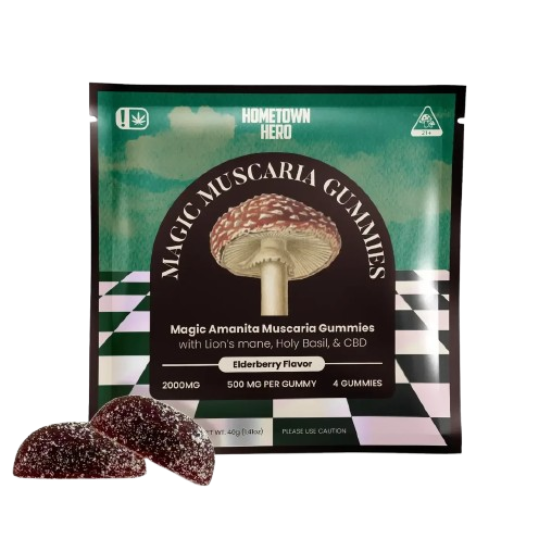 HOMETOWN
HERO
21+
MAGIC MUSCARIA GUMMIES
Magic Amanita Muscaria Gummies
with Lion's mane, Holy Basil, & CBD
Elderberry Flavor
2000MG 500 MG PER GUMMY 4 GUMMIES
WT. 40g (1.41oz) PLEASE USE CAUTION